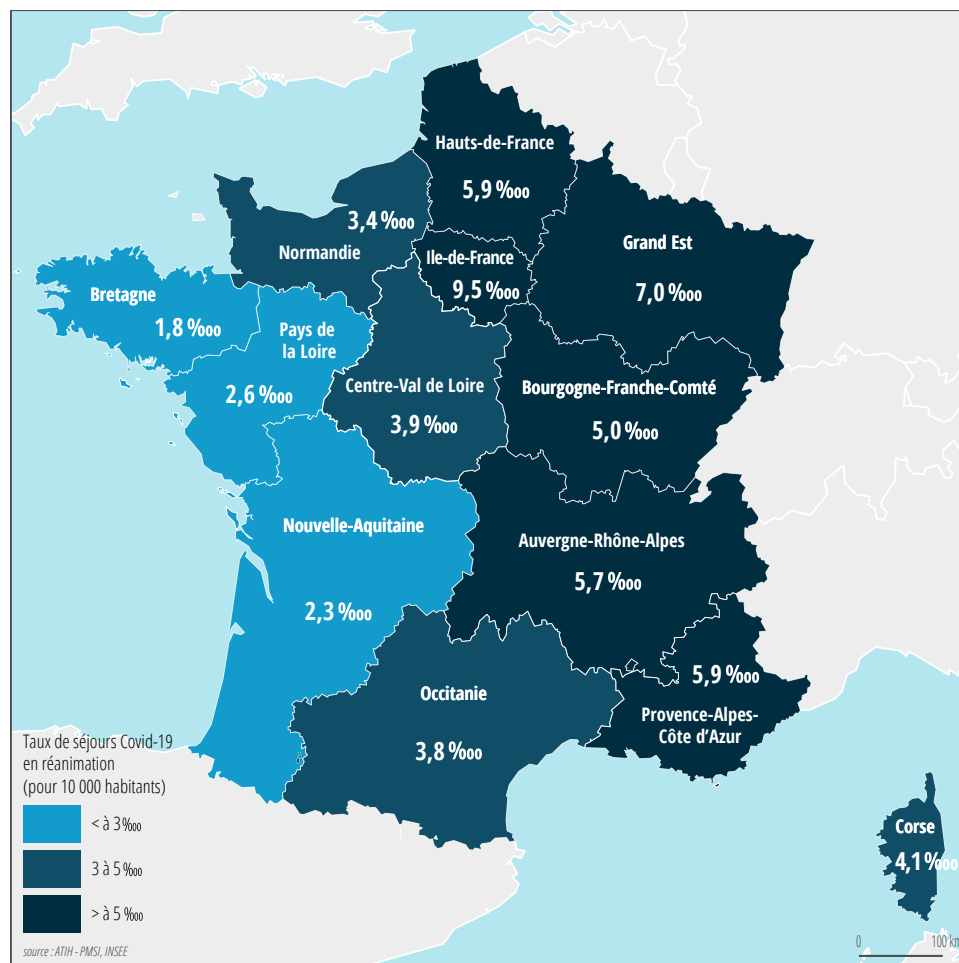 Hauts-de-France
5,9 ‱
3,4 ‱
Normandie
Ile-de-France
9,5 ‱
Grand Est
7,0 ‱
Bretagne
1,8 ‱
Pays de
la Loire
2,6 ‱
Centre-Val de Loire
3,9 ‱
Bourgogne-Franche-Comté
5,0 ‱
Nouvelle-Aquitaine
2,3 ‱
Auvergne-Rhône-Alpes
5,7 ‱
5,9 ‱
Provence-Alpes-
Côte d'Azur
Occitanie
3,8 ‱
Corse
4,1 ‱
Taux de séjours Covid-19
en réanimation
(pour 10 000 habitants)
< à 3 ‱
3 à 5 ‱
> à 5 ‱
source : ATIH - PMSI, INSEE
0 100 km